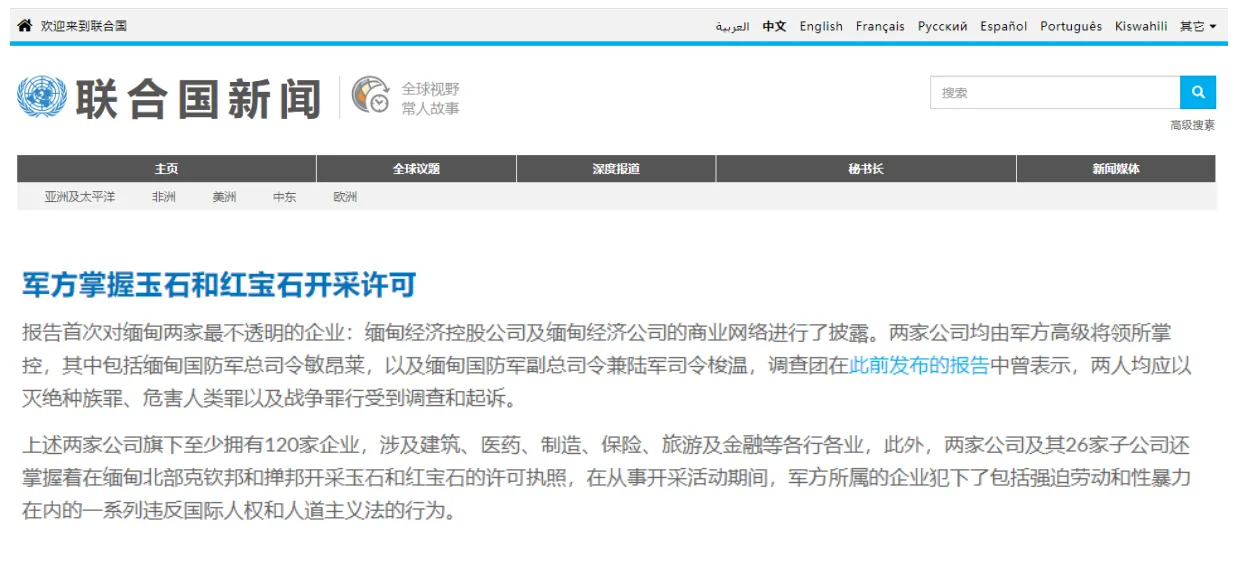 欢迎来到联合国
العربية 中文 English Français Русский Español Português Kiswahili 其它
联合国新闻
全球视野
常人故事
搜索
高级搜素
主页 全球议题 深度报道 秘书长 新闻媒体
亚洲及太平洋 非洲 美洲 中东 欧洲
军方掌握玉石和红宝石开采许可
报告首次对缅甸两家最不透明的企业：缅甸经济控股公司及缅甸经济公司的商业网络进行了披露。两家公司均由军方高级将领所掌
控，其中包括缅甸国防军总司令敏昂莱，以及缅甸国防军副总司令兼陆军司令梭温，调查团在此前发布的报告中曾表示，两人均应以
灭绝种族罪、危害人类罪以及战争罪行受到调查和起诉。
上述两家公司旗下至少拥有120家企业，涉及建筑、医药、制造、保险、旅游及金融等各行各业，此外，两家公司及其26家子公司还
掌握着在缅甸北部克钦邦和掸邦开采玉石和红宝石的许可执照，在从事开采活动期间，军方所属的企业犯下了包括强迫劳动和性暴力
在内的一系列违反国际人权和人道主义法的行为。